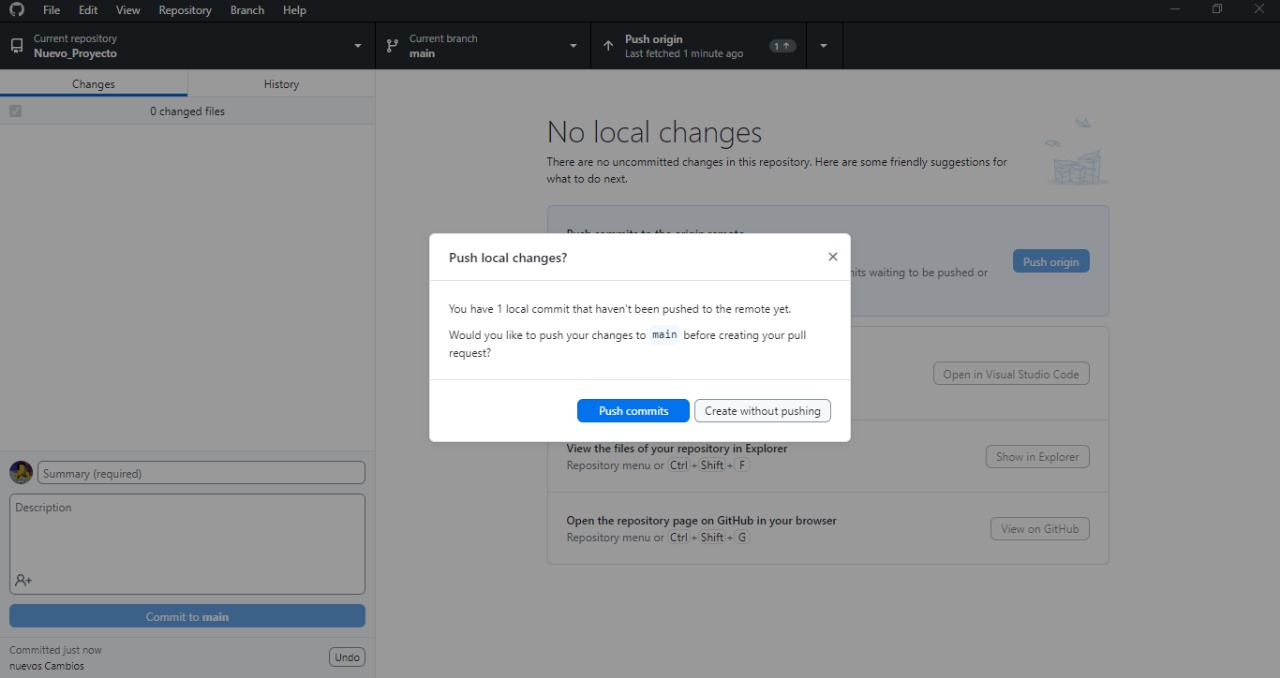 File Edit View Repository Branch Help
Current repository
Nuevo_Proyecto
Current branch
main
Push origin
Last fetched 1 minute ago
1
Changes
History
0 changed files
No local changes
There are no uncommitted changes in this repository. Here are some friendly suggestions for
what to do next.
Push commits to the origin remote
waiting to be pushed or
Push origin
Push local changes?
You have 1 local commit that haven't been pushed to the remote yet.
Would you like to push your changes to main before creating your pull
request?
Push commits
Create without pushing
Open in Visual Studio Code
View the files of your repository in Explorer
Repository menu or Ctrl + Shift + F
Show in Explorer
Open the repository page on GitHub in your browser
Repository menu or Ctrl + Shift + G
View on GitHub
Summary (required)
Description
Commit to main
Committed just now
nuevos Cambios
Undo